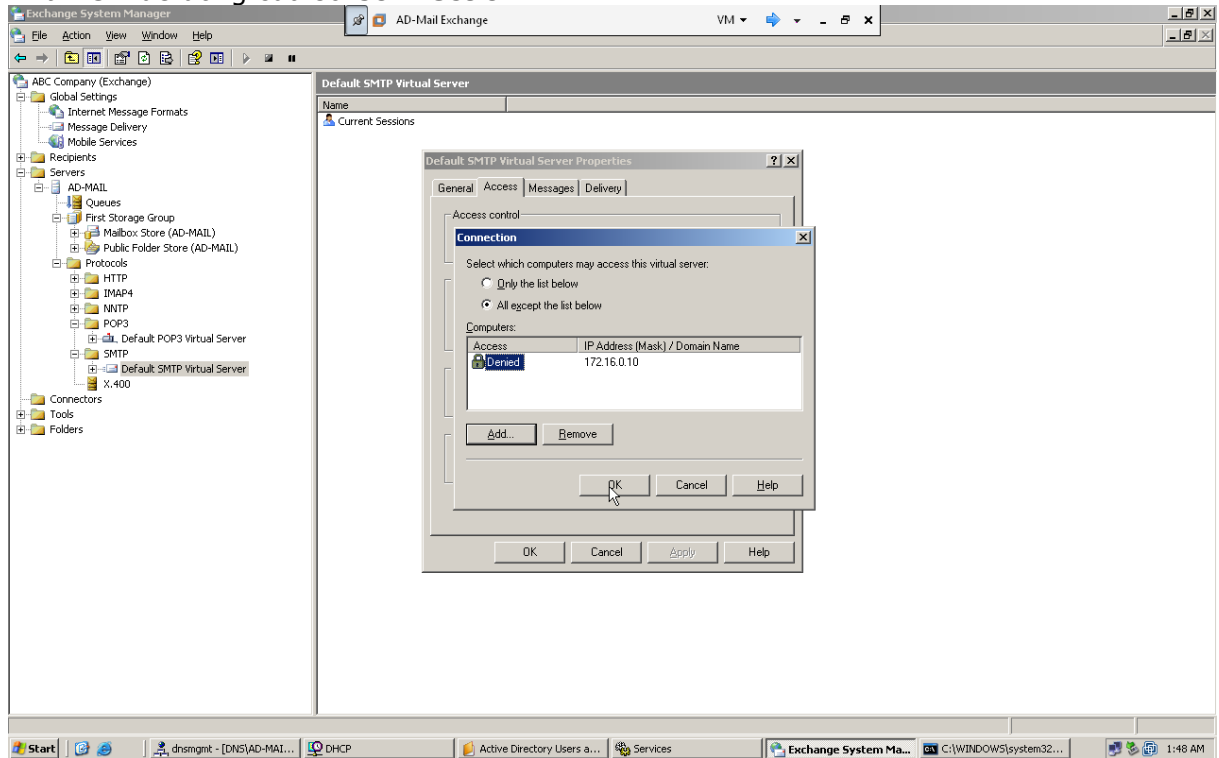 Exchange System Manager
AD-Mail Exchange
VM
File Action View Window Help
ABC Company (Exchange)
Global Settings
Internet Message Formats
Message Delivery
Mobile Services
Recipients
Servers
AD-MAIL
Queues
First Storage Group
Mailbox Store (AD-MAIL)
Public Folder Store (AD-MAIL)
Protocols
HTTP
IMAP4
NNTP
POP3
Default POP3 Virtual Server
SMTP
Default SMTP Virtual Server
X.400
Connectors
Tools
Folders
Default SMTP Virtual Server
Name
Current Sessions
Default SMTP Virtual Server Properties
General Access Messages Delivery
Access control
Connection
Select which computers may access this virtual server:
Only the list below
All except the list below
Computers:
Access IP Address (Mask) / Domain Name
Denied 172.16.0.10
Add... Remove
OK Cancel Help
OK Cancel Apply Help
Start dnsmgmt - [DNS\AD-MAI... DHCP Active Directory Users a... Services Exchange System Ma... C:\WINDOWS\system32... 1:48 AM